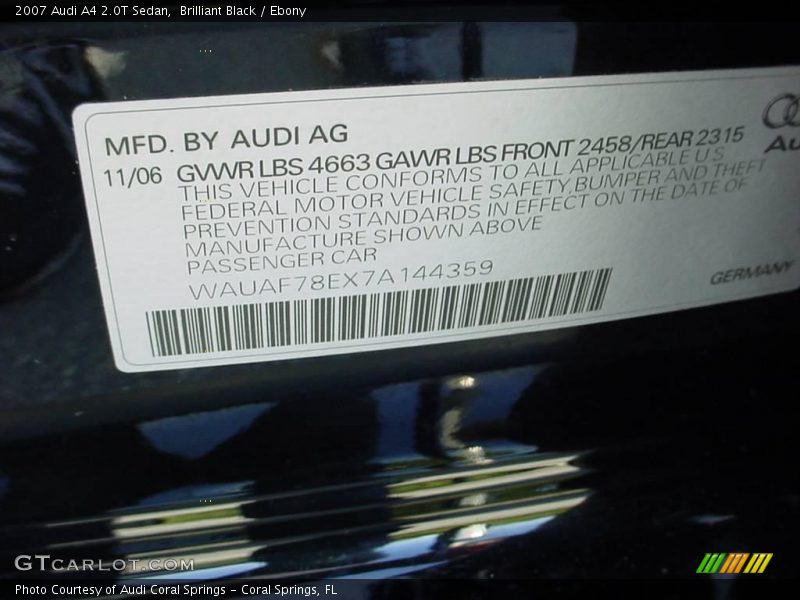 2007 Audi A4 2.0T Sedan,  Brilliant Black / Ebony
MFD. BY AUDI AG
11/06 GVWR LBS 4663 GAWR LBS FRONT 2458/REAR 2315
THIS VEHICLE CONFORMS TO ALL APPLICABLE U S
FEDERAL MOTOR VEHICLE SAFETY, BUMPER AND THEFT
PREVENTION STANDARDS IN EFFECT ON THE DATE OF
MANUFACTURE SHOWN ABOVE
PASSENGER CAR
WAUAF78EX7A144359
GERMANY
GTCARLOT.COM
Photo Courtesy of Audi Coral Springs – Coral Springs, FL